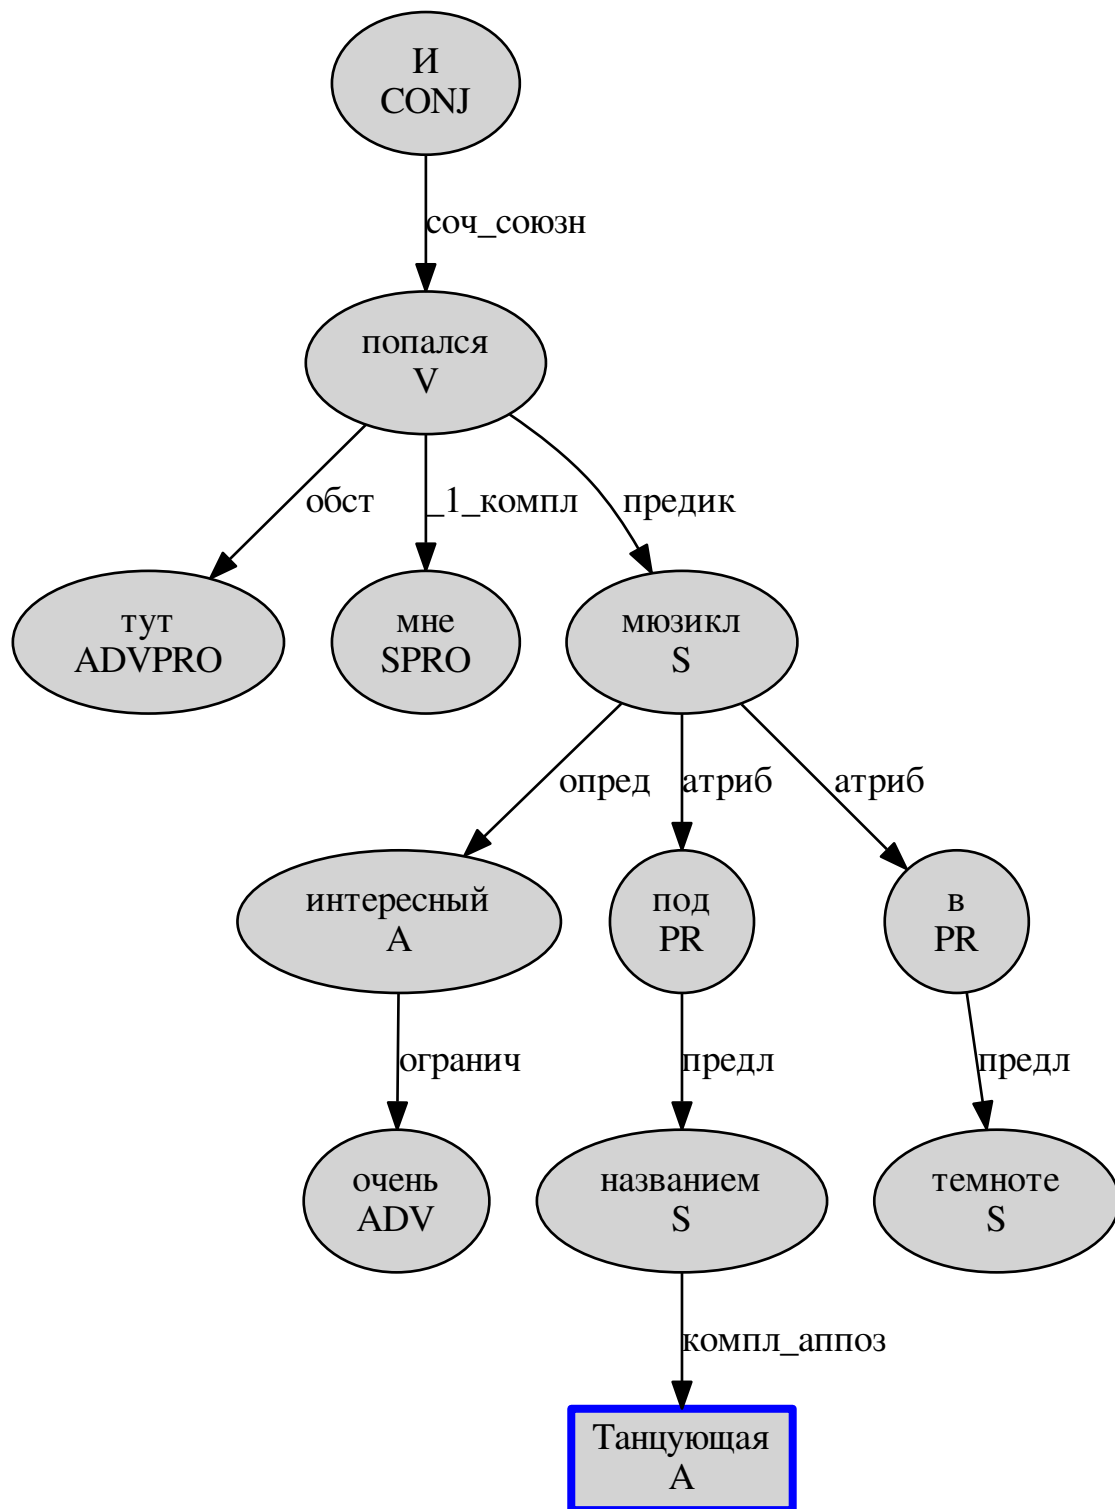 И
CONJ
соч_союзн
попался
V
обст
_1_компл
предик
тут
ADVPRO
мне
SPRO
мюзикл
S
опред
атриб
атриб
интересный
A
под
PR
в
PR
огранич
предл
предл
очень
ADV
названием
S
темноте
S
компл_аппоз
Танцующая
A